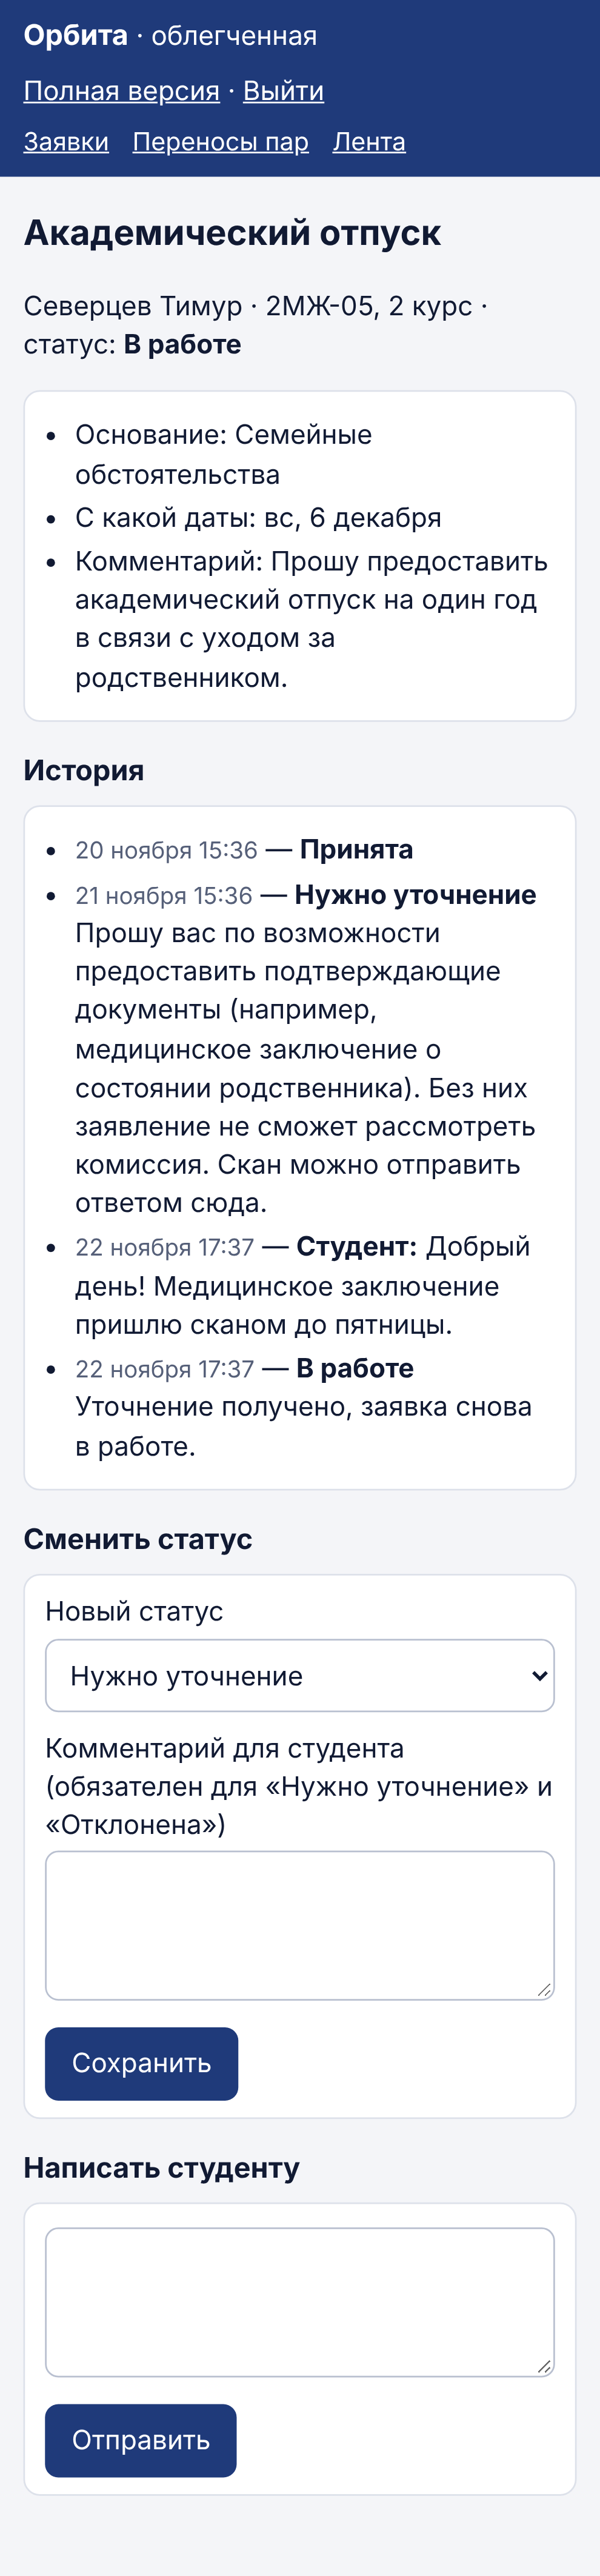 Орбита · облегченная
Полная версия · Выйти
Заявки Переносы пар Лента
Академический отпуск
Северцев Тимур · 2МЖ-05, 2 курс ·
статус: В работе
• Основание: Семейные
обстоятельства
• С какой даты: вс, 6 декабря
• Комментарий: Прошу предоставить
академический отпуск на один год
в связи с уходом за
родственником.
История
• 20 ноября 15:36 — Принята
• 21 ноября 15:36 — Нужно уточнение
Прошу вас по возможности
предоставить подтверждающие
документы (например,
медицинское заключение о
состоянии родственника). Без них
заявление не сможет рассмотреть
комиссия. Скан можно отправить
ответом сюда.
• 22 ноября 17:37 — Студент: Добрый
день! Медицинское заключение
пришлю сканом до пятницы.
• 22 ноября 17:37 — В работе
Уточнение получено, заявка снова
в работе.
Сменить статус
Новый статус
Нужно уточнение
Комментарий для студента
(обязателен для «Нужно уточнение» и
«Отклонена»)
Сохранить
Написать студенту
Отправить